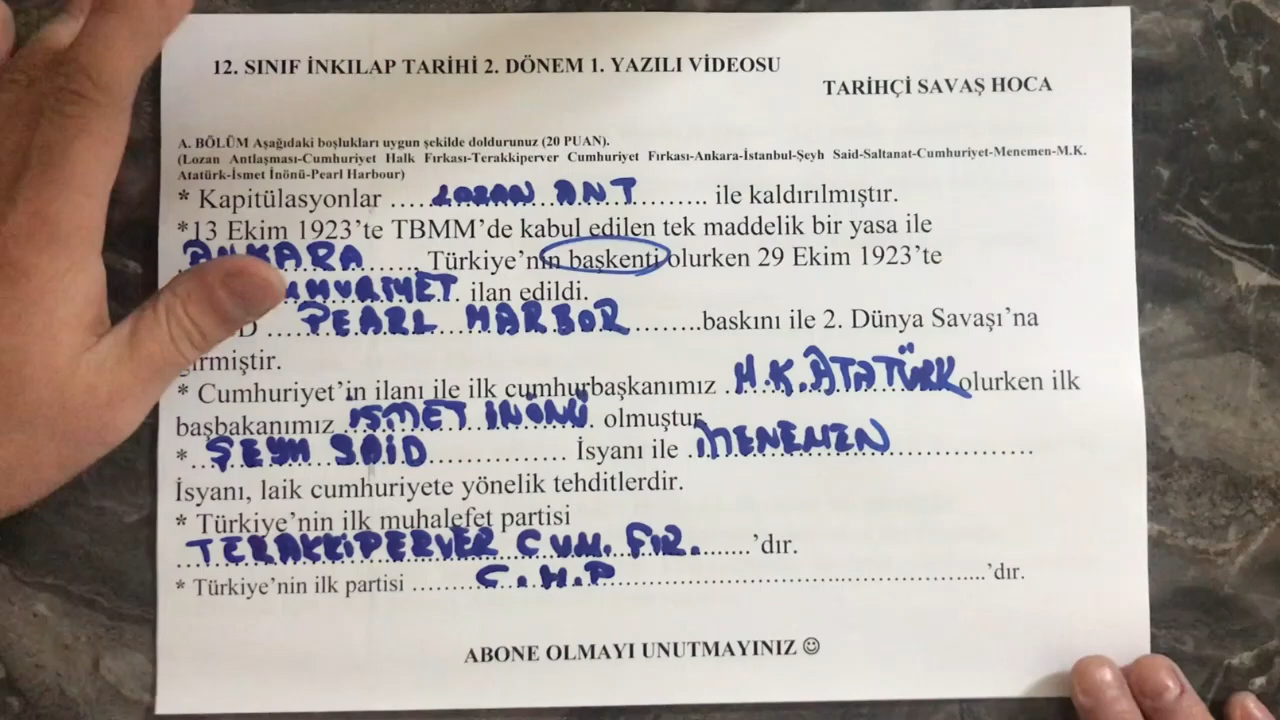 12. SINIF İNKILAP TARİHİ 2. DÖNEM 1. YAZILI VİDEOSU
TARİHÇİ SAVAŞ HOCA
A. BÖLÜM Aşağıdaki boşlukları uygun şekilde doldurunuz (20 PUAN).
(Lozan Antlaşması-Cumhuriyet Halk Fırkası-Terakkiperver Cumhuriyet Fırkası-Ankara-İstanbul-Şeyh Said-Saltanat-Cumhuriyet-Menemen-M.K.
Atatürk-İsmet İnönü-Pearl Harbour)
* Kapitülasyonlar ....LOZAN ANT.......... ile kaldırılmıştır.
*13 Ekim 1923’te TBMM’de kabul edilen tek maddelik bir yasa ile
ANKARA....... Türkiye’nin başkenti olurken 29 Ekim 1923’te
ilan edildi.
PEARL HARBOR.........baskını ile 2. Dünya Savaşı’na
* Cumhuriyet’in ilanı ile ilk cumhurbaşkanımız .M.K.ATATÜRK olurken ilk
başbakanımız ...İSMET İNÖNÜ. olmuştur
* ..ŞEYH SAİD.................. İsyanı ile .MENEMEN....................
İsyanı, laik cumhuriyete yönelik tehditlerdir.
* Türkiye’nin ilk muhalefet partisi
TERAKKİPERVER CUM. FIR.........’dır.
* Türkiye’nin ilk partisi ........C.H.P........................................’dır.
ABONE OLMAYI UNUTMAYINIZ ☺